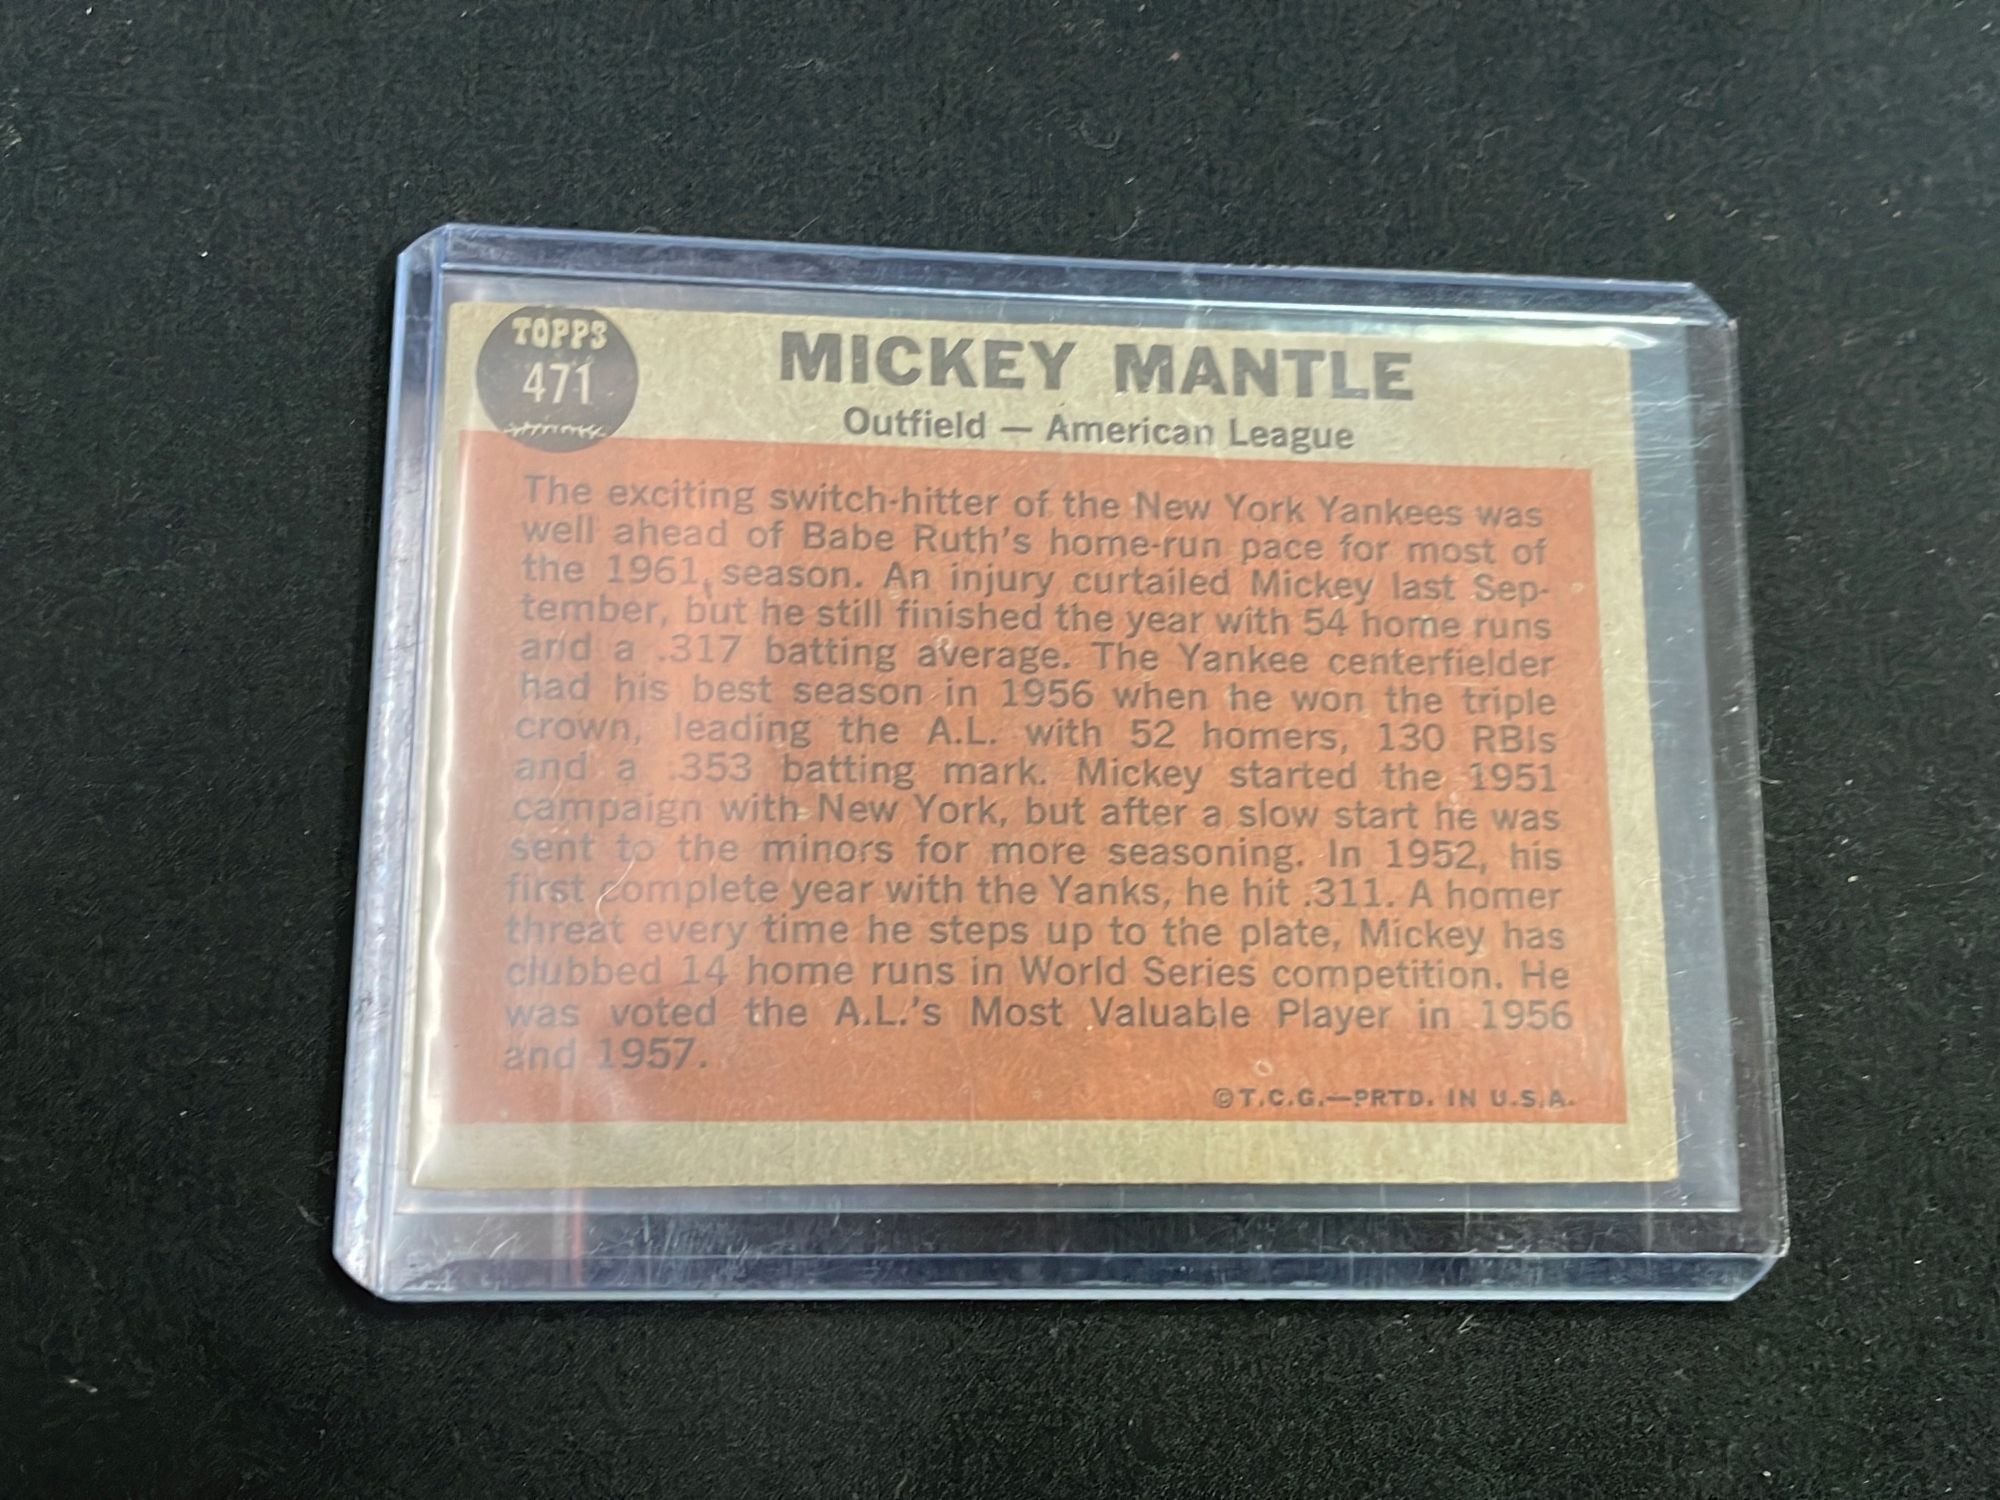 TOPPS
471
MICKEY MANTLE
Outfield — American League
The exciting switch-hitter of the New York Yankees was
well ahead of Babe Ruth's home-run pace for most of
the 1961 season. An injury curtailed Mickey last Sep-
tember, but he still finished the year with 54 home runs
and a .317 batting average. The Yankee centerfielder
had his best season in 1956 when he won the triple
crown, leading the A.L. with 52 homers, 130 RBIs
and a .353 batting mark. Mickey started the 1951
campaign with New York, but after a slow start he was
sent to the minors for more seasoning. In 1952, his
first complete year with the Yanks, he hit .311. A homer
threat every time he steps up to the plate, Mickey has
clubbed 14 home runs in World Series competition. He
was voted the A.L.'s Most Valuable Player in 1956
and 1957.
©T.C.G.—PRTD. IN U.S.A.